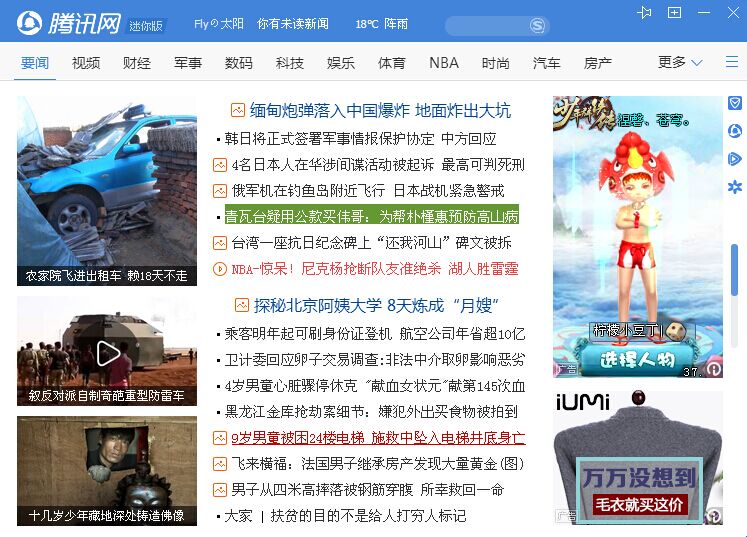 腾讯网 迷你版 Fly の太阳 你有未读新闻 18℃ 阵雨
要闻 视频 财经 军事 数码 科技 娱乐 体育 NBA 时尚 汽车 房产 更多
农家院飞进出租车 赖18天不走
叙反对派自制奇葩重型防雷车
十几岁少年藏地深处铸造佛像
缅甸炮弹落入中国爆炸 地面炸出大坑
韩日将正式签署军事情报保护协定 中方回应
4名日本人在华涉间谍活动被起诉 最高可判死刑
俄军机在钓鱼岛附近飞行 日本战机紧急警戒
青瓦台疑用公款买伟哥：为帮朴槿惠预防高山病
台湾一座抗日纪念碑上“还我河山”碑文被拆
NBA-惊呆！尼克杨抢断队友准绝杀 湖人胜雷霆
探秘北京阿姨大学 8天炼成“月嫂”
乘客明年起可刷身份证登机 航空公司年省超10亿
卫计委回应卵子交易调查:非法中介取卵影响恶劣
4岁男童心脏骤停休克 "献血女状元"献第145次血
黑龙江金库抢劫案细节：嫌犯外出买食物被拍到
9岁男童被困24楼电梯 施救中坠入电梯井底身亡
飞来横福：法国男子继承房产发现大量黄金(图)
男子从四米高摔落被钢筋穿腹 所幸救回一命
大家 | 扶贫的目的不是给人打穷人标记
涅磐、苍穹。
柠檬小豆丁
选择人物
广告
37.
iUMi
万万没想到
毛衣就买这价
广告